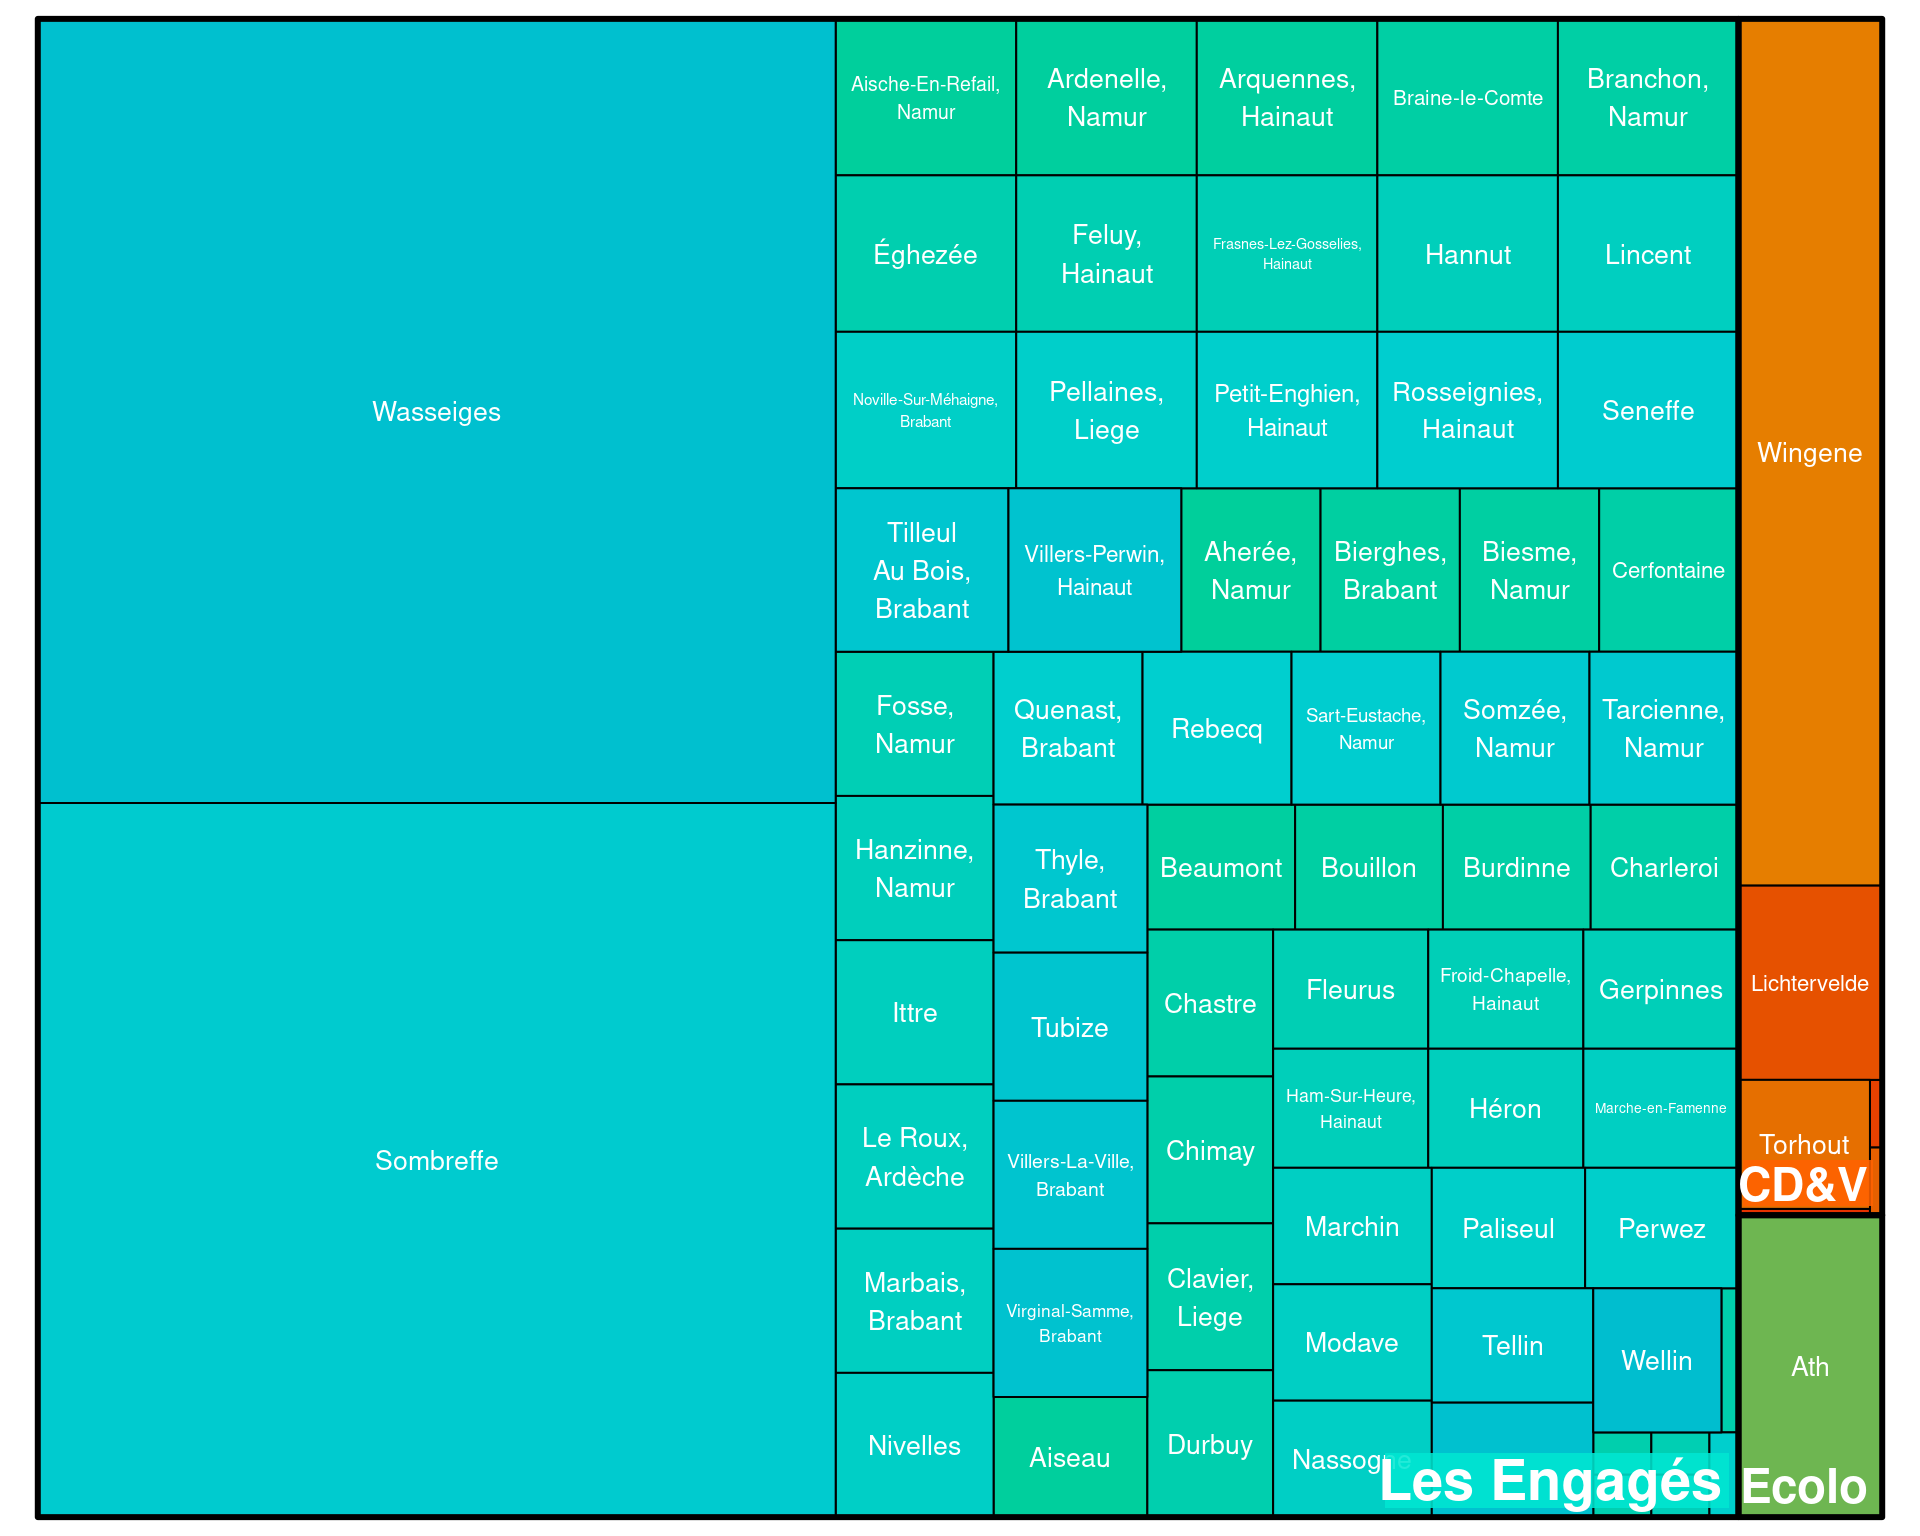 Waseiges
Sombreffe
Aische-En-Refail,
Namur
Ardenelle,
Namur
Arquennes,
Hainaut
Braine-le-Comte
Branchon,
Namur
Éghezée
Feluy,
Hainaut
Frasnes-Lez-Gosselies,
Hainaut
Hannut
Lincent
Noville-Sur-Méhaigne,
Brabant
Pellaines,
Liege
Petit-Enghien,
Hainaut
Rosseignies,
Hainaut
Seneffe
Tilleul
Au Bois,
Brabant
Villers-Perwin,
Hainaut
Aherée,
Namur
Bierghes,
Brabant
Biesme,
Namur
Cerfontaine
Fosse,
Namur
Quenast,
Brabant
Rebecq
Sart-Eustache,
Namur
Somzée,
Namur
Tarcienne,
Namur
Hanzinne,
Namur
Ittre
Le Roux,
Ardèche
Marbais,
Brabant
Nivelles
Thyle,
Brabant
Tubize
Villers-La-Ville,
Brabant
Virginal-Samme,
Brabant
Aiseau
Beaumont
Bouillon
Burdinne
Charleroi
Chastre
Chimay
Clavier,
Liege
Durbuy
Fleurus
Froid-Chapelle,
Hainaut
Gerpinnes
Ham-Sur-Heure,
Hainaut
Héron
Marche-en-Famenne
Marchin
Modave
Nassogne
Paliseul
Perwez
Tellin
Wellin
Les Engagés
Wingene
Lichtervelde
Torhout
CD&V
Ath
Ecolo